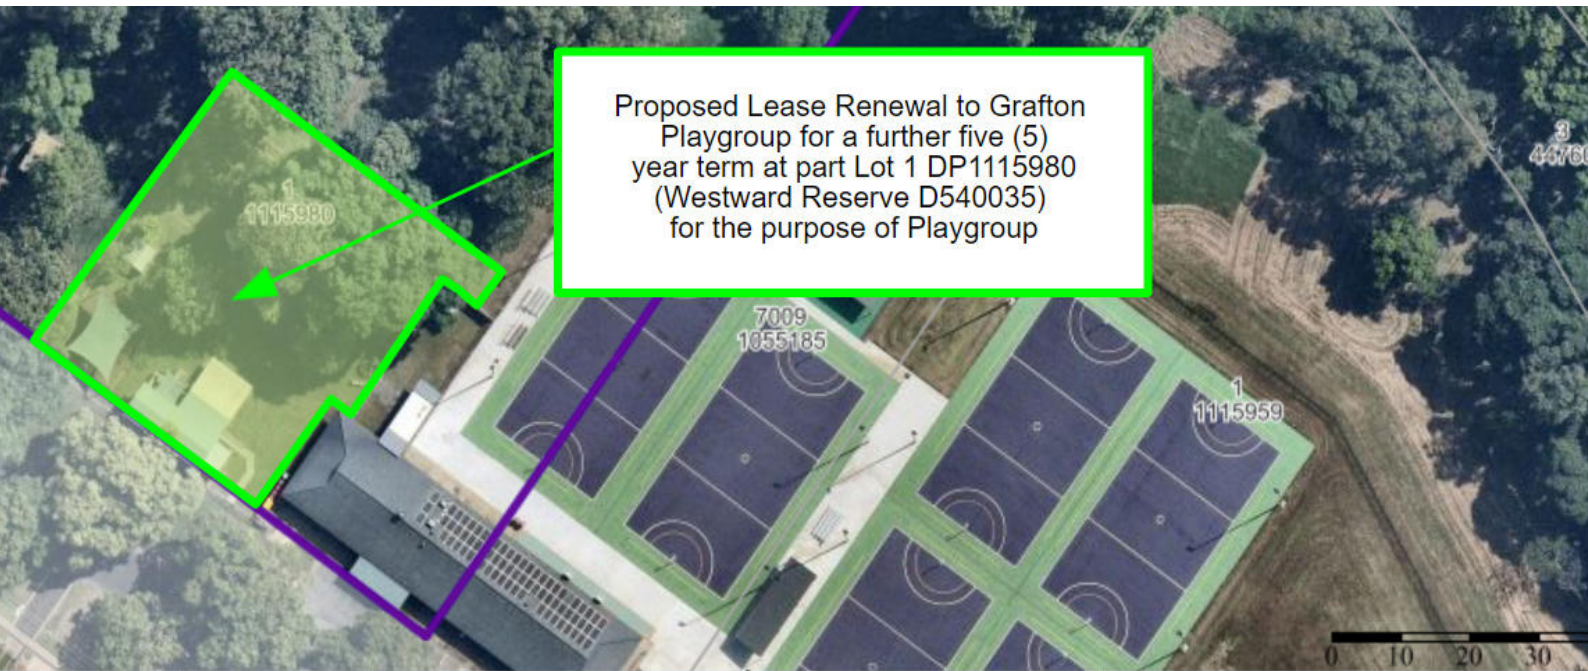 Proposed Lease Renewal to Grafton
Playgroup for a further five (5)
year term at part Lot 1 DP1115980
(Westward Reserve D540035)
for the purpose of Playgroup
1
1115980
7009
1055185
1
1115959
3
0 10 20 30